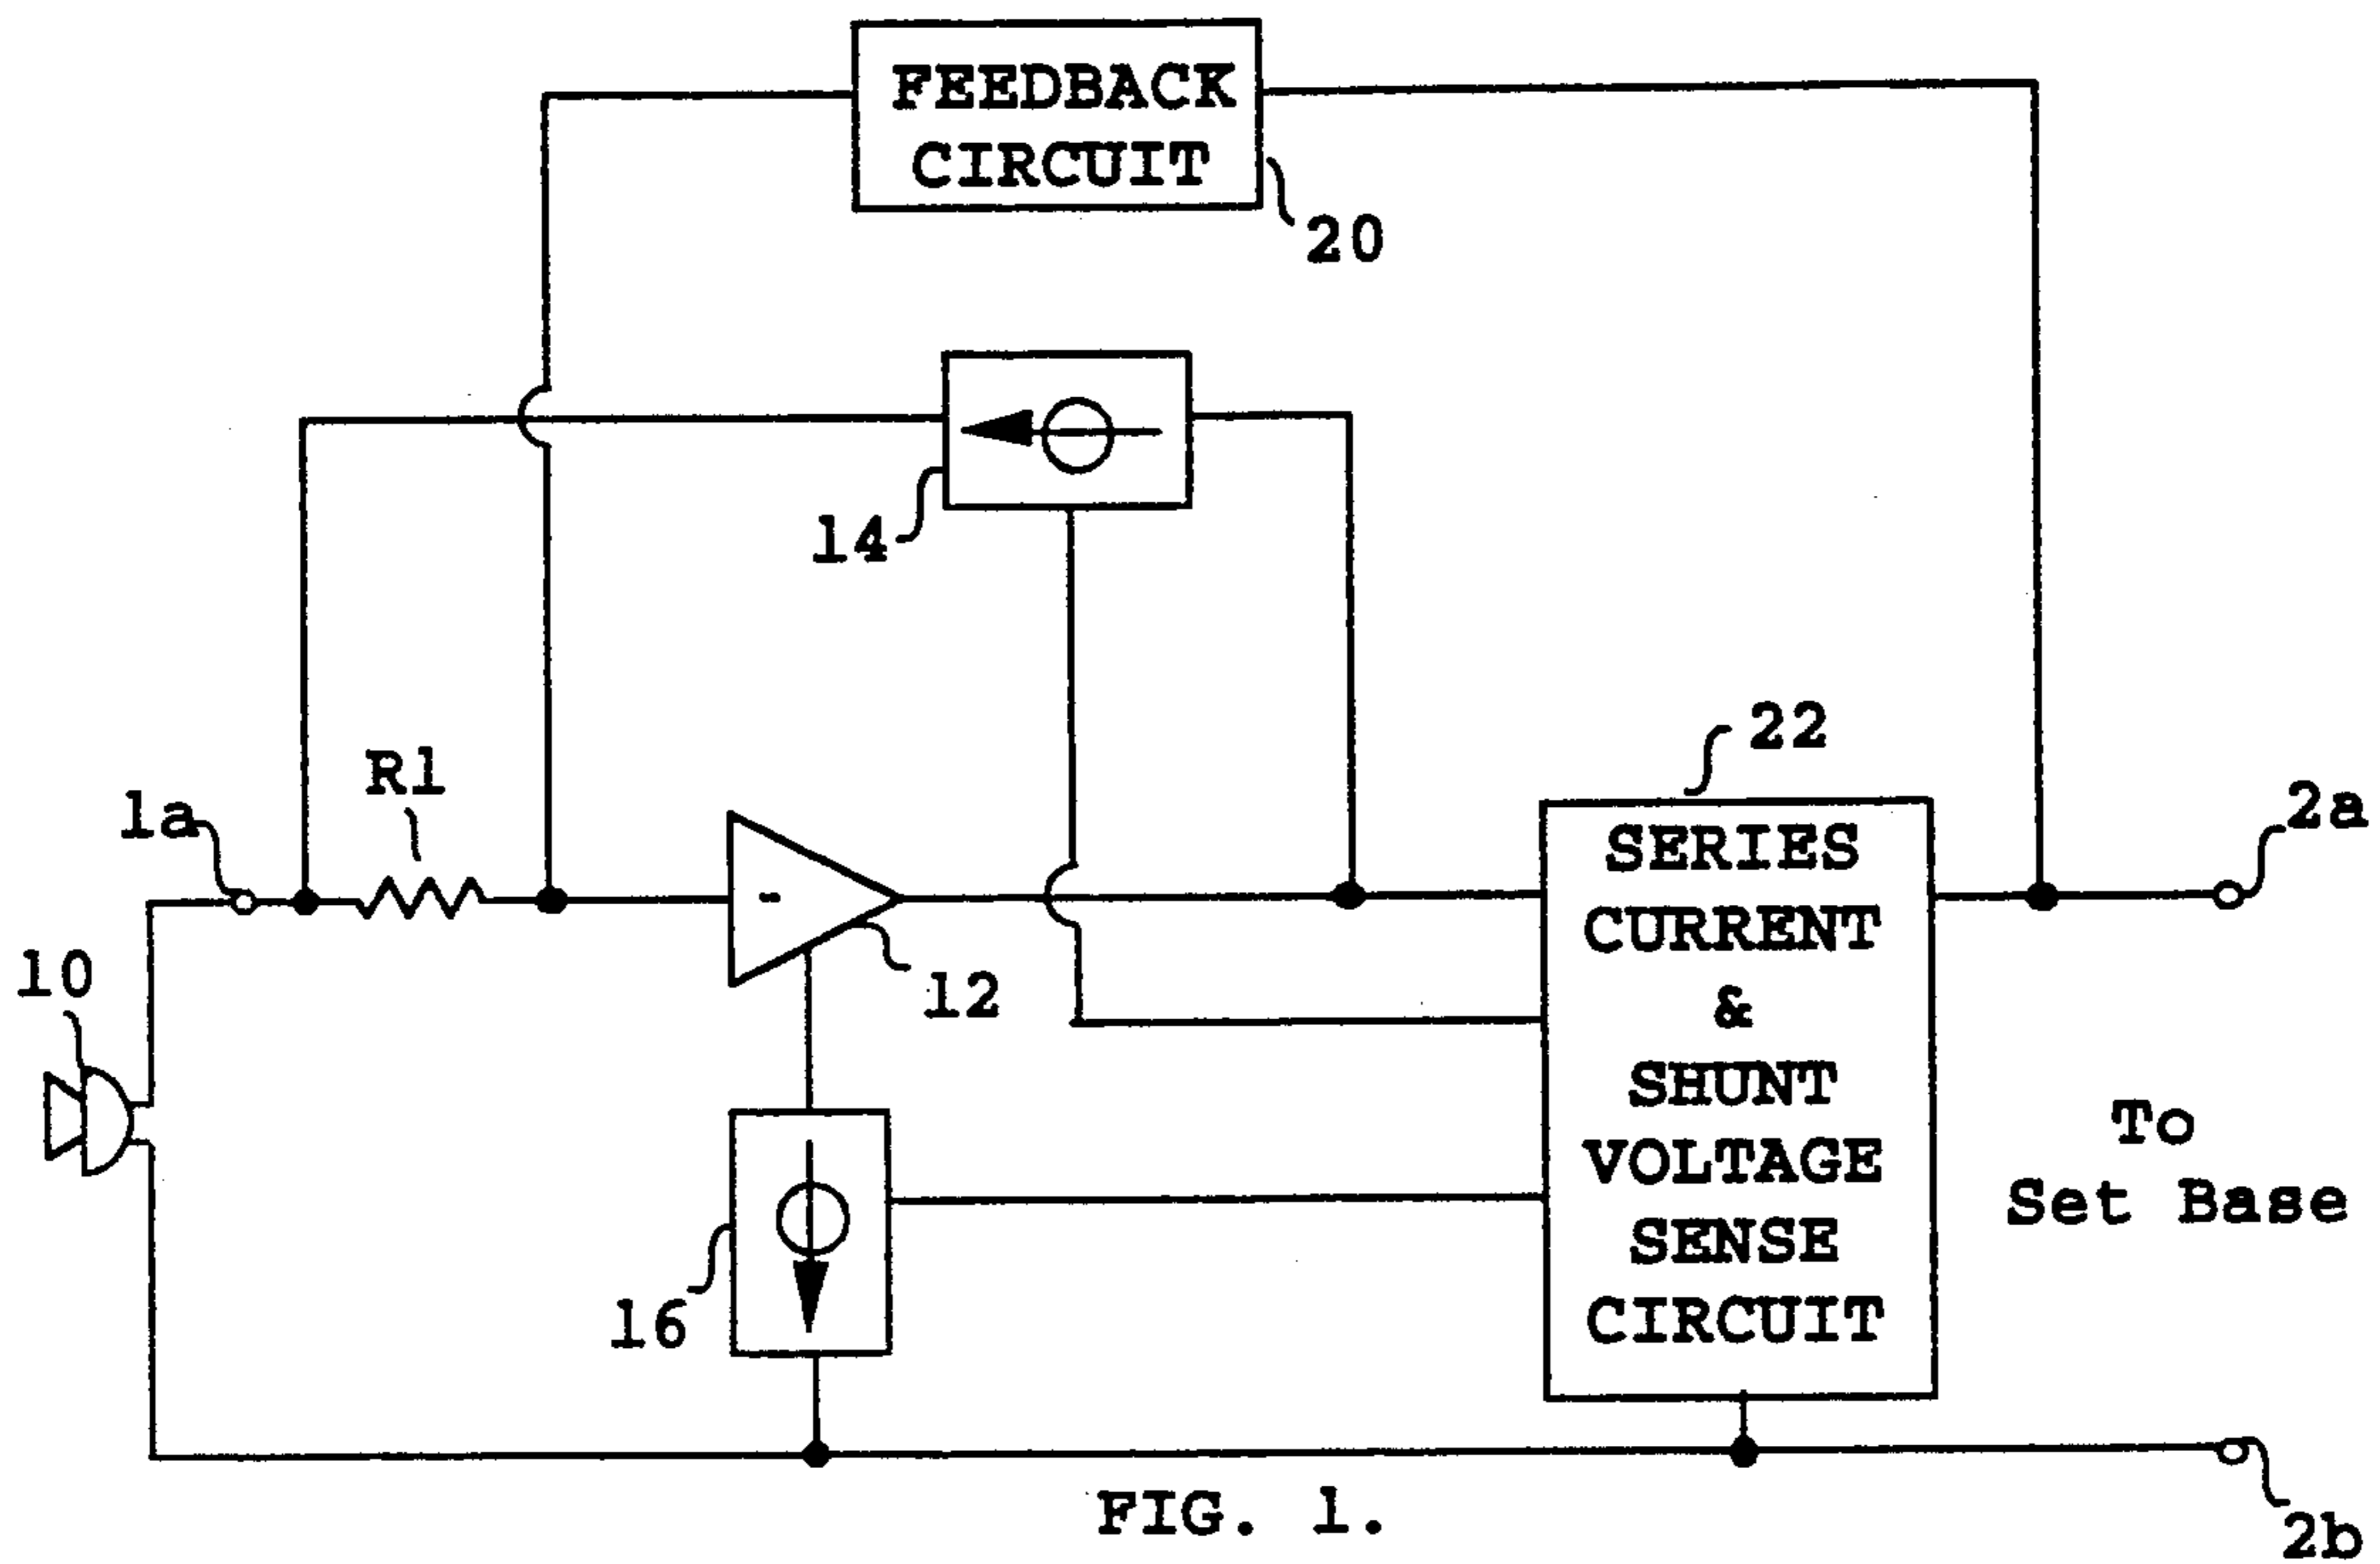 FEEDBACK
CIRCUIT
20
14
22
R1
1a
2a
-
12
10
SERIES
CURRENT
&
SHUNT
VOLTAGE
SENSE
CIRCUIT
To
Set Base
16
FIG. 1.
2b